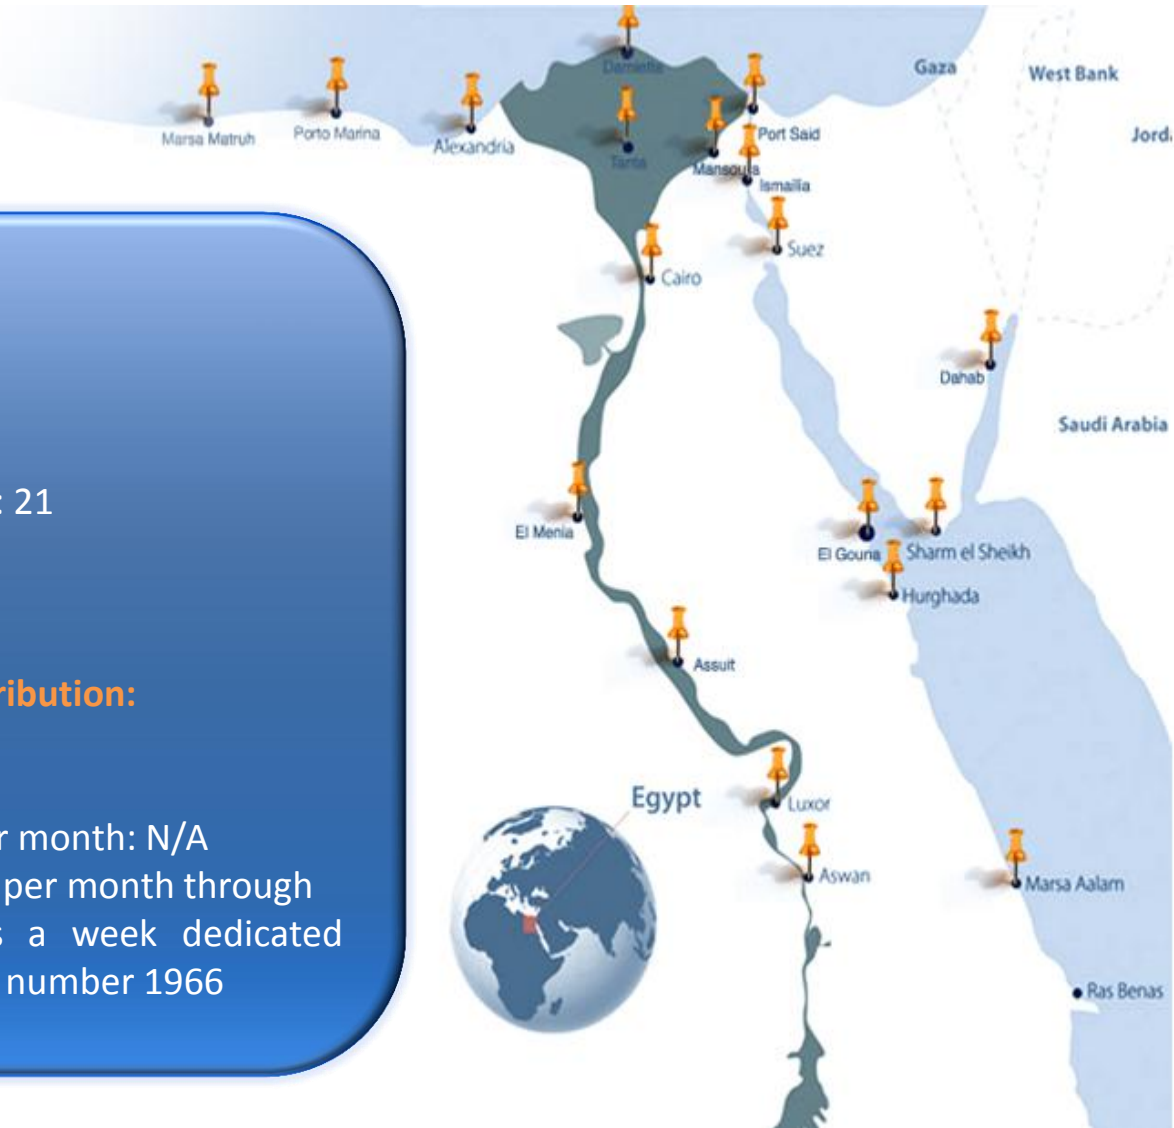 Damietta
Gaza
West Bank
Marsa Matruh
Porto Marina
Alexandria
Tanta
Mansoura
Port Said
Jord
Ismailia
Suez
Cairo
Dahab
Saudi Arabia
: 21
El Menia
El Gouna
Sharm el Sheikh
Hurghada
Assuit
ribution:
Egypt
Luxor
r month: N/A
Aswan
Marsa Aalam
per month through
s a week dedicated
number 1966
Ras Benas